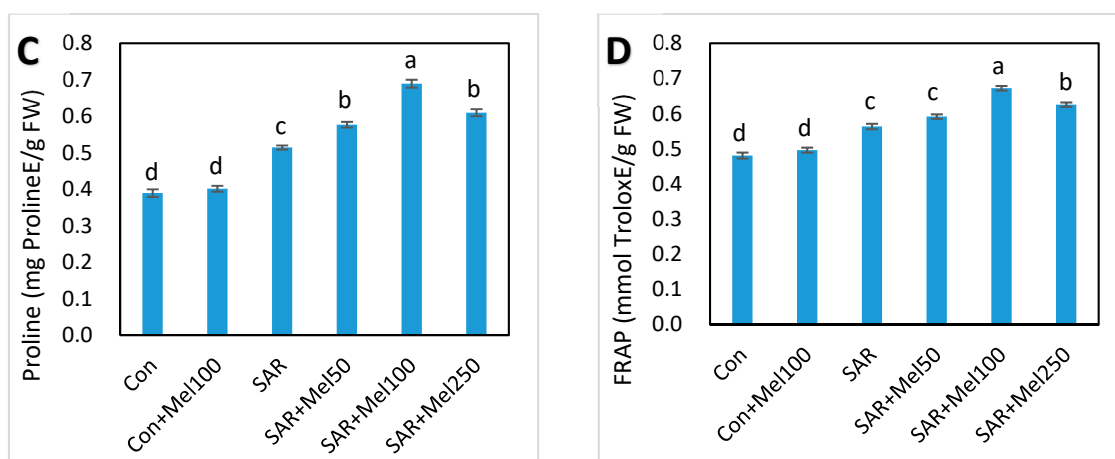 C
Proline (mg ProlineE/g FW)
0.8
0.7
0.6
0.5
0.4
0.3
0.2
0.1
0.0
d
d
c
b
a
b
Con
Con+Mel100
SAR
SAR+Mel50
SAR+Mel100
SAR+Mel250
D
FRAP (mmol TroloxE/g FW)
0.8
0.7
0.6
0.5
0.4
0.3
0.2
0.1
0.0
d
d
c
c
a
b
Con
Con+Mel100
SAR
SAR+Mel50
SAR+Mel100
SAR+Mel250